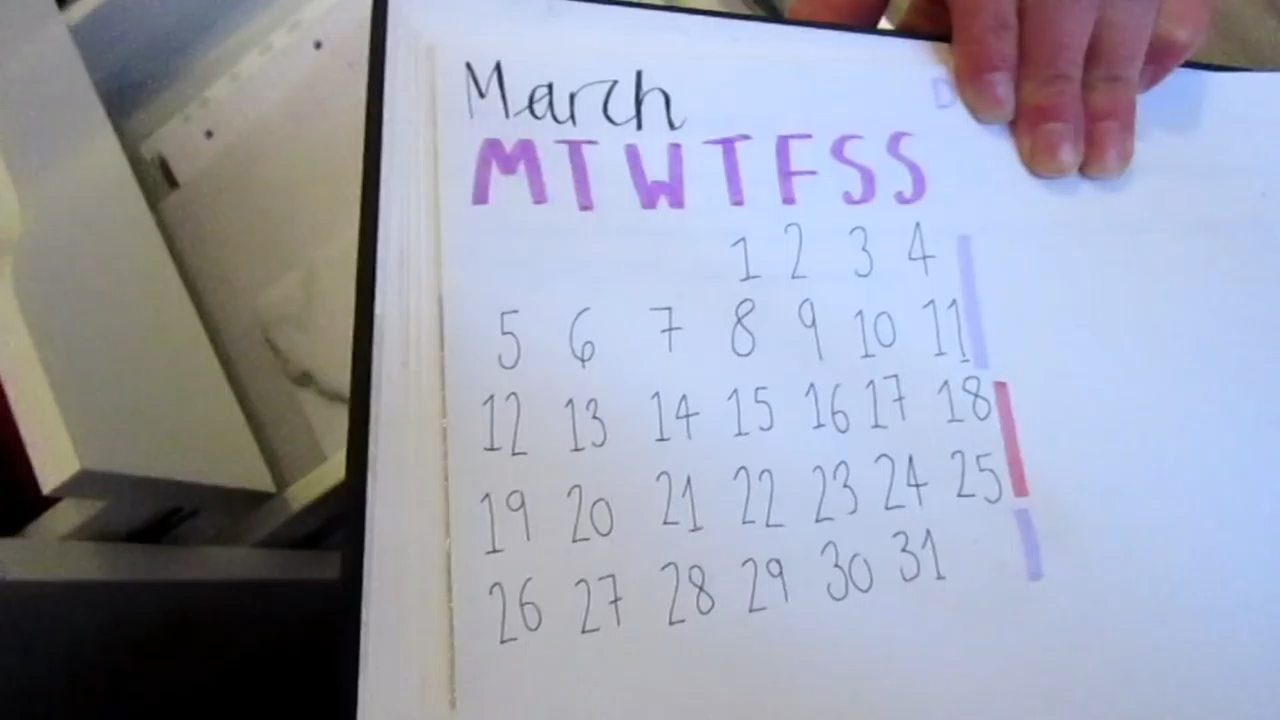 March
D
M T W T F S S
1 2 3 4
5 6 7 8 9 10 11
12 13 14 15 16 17 18
19 20 21 22 23 24 25
26 27 28 29 30 31